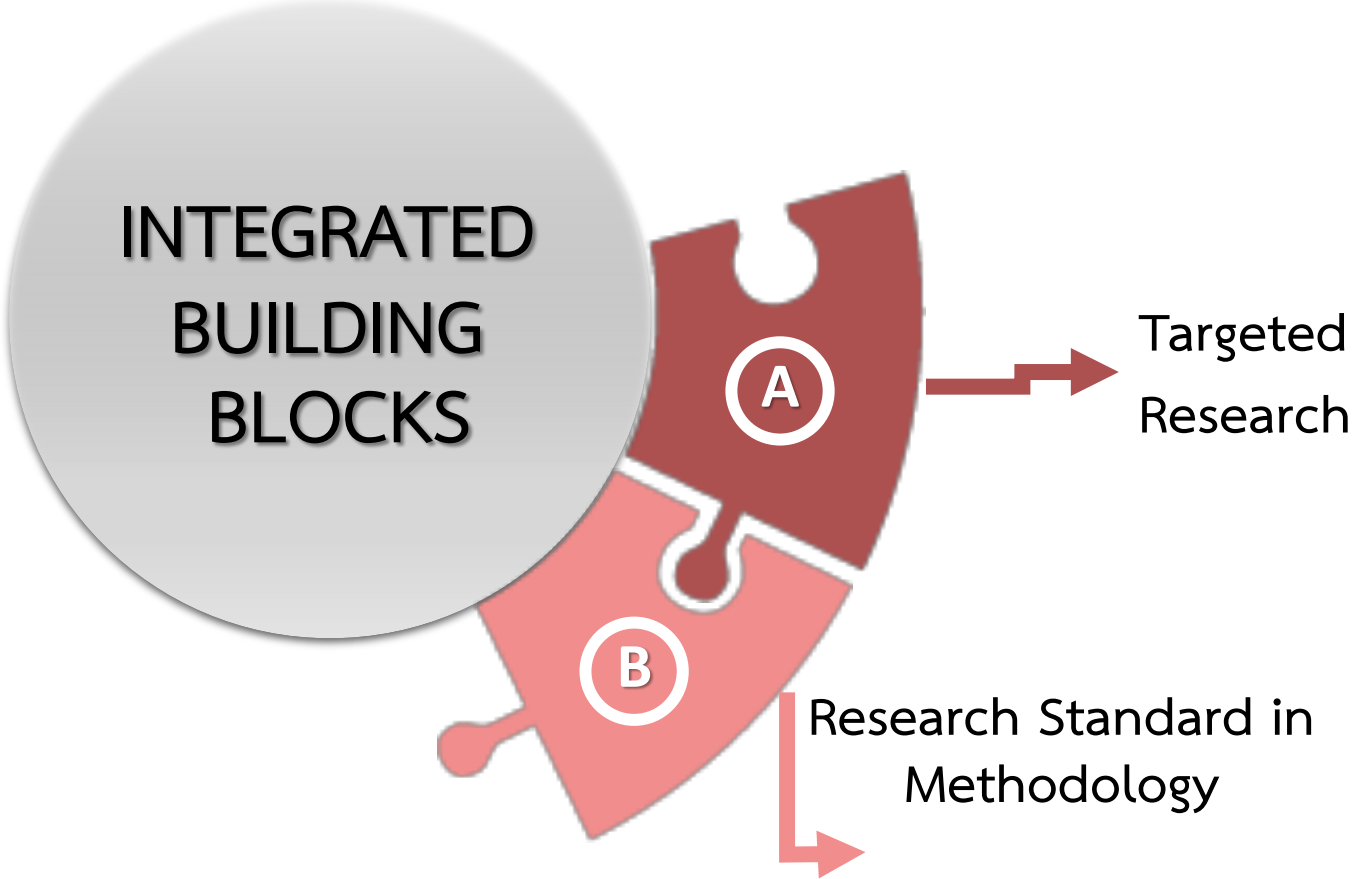 INTEGRATED
BUILDING
BLOCKS
A
Targeted
Research
B
Research Standard in
Methodology